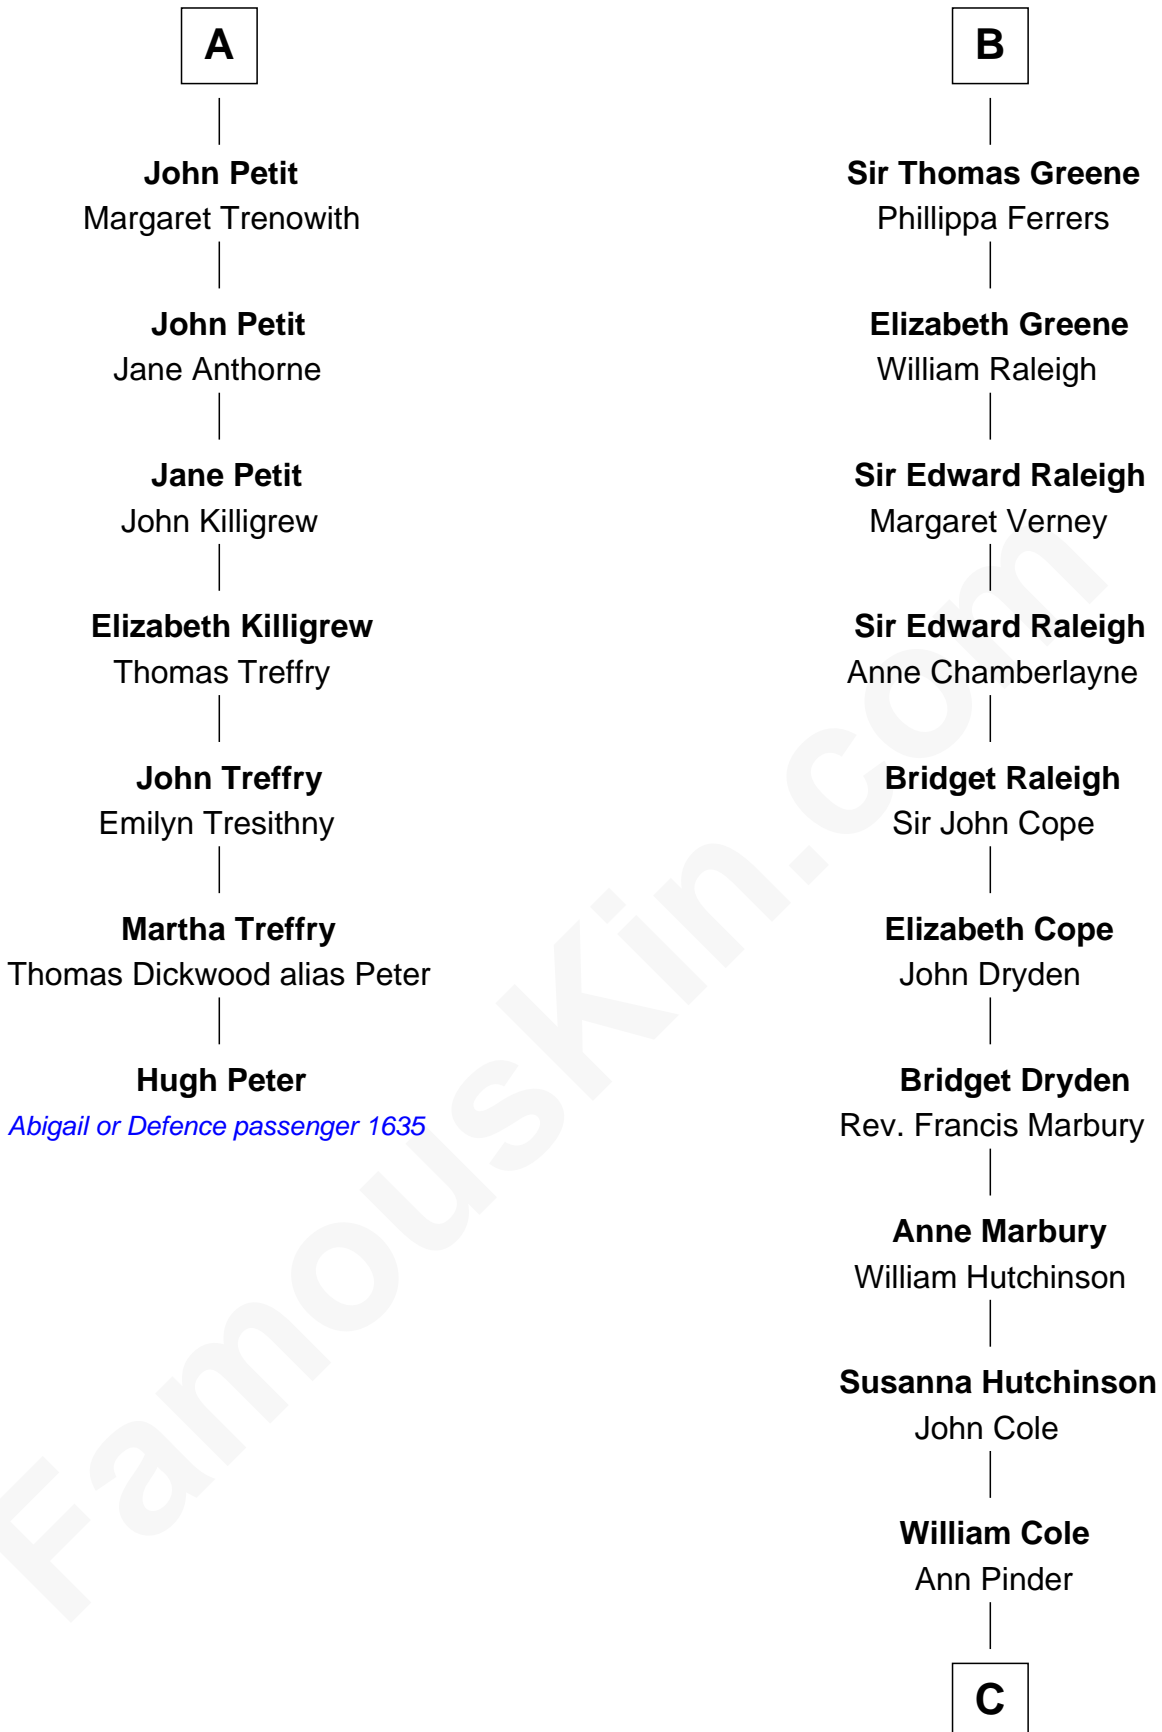 A
John Petit
Margaret Trenowith
John Petit
Jane Anthorne
Jane Petit
John Killigrew
Elizabeth Killigrew
Thomas Treffry
John Treffry
Emilyn Tresithny
Martha Treffry
Thomas Dickwood alias Peter
Hugh Peter
Abigail or Defence passenger 1635
B
Sir Thomas Greene
Phillippa Ferrers
Elizabeth Greene
William Raleigh
Sir Edward Raleigh
Margaret Verney
Sir Edward Raleigh
Anne Chamberlayne
Bridget Raleigh
Sir John Cope
Elizabeth Cope
John Dryden
Bridget Dryden
Rev. Francis Marbury
Anne Marbury
William Hutchinson
Susanna Hutchinson
John Cole
William Cole
Ann Pinder
C
FamousKin.com